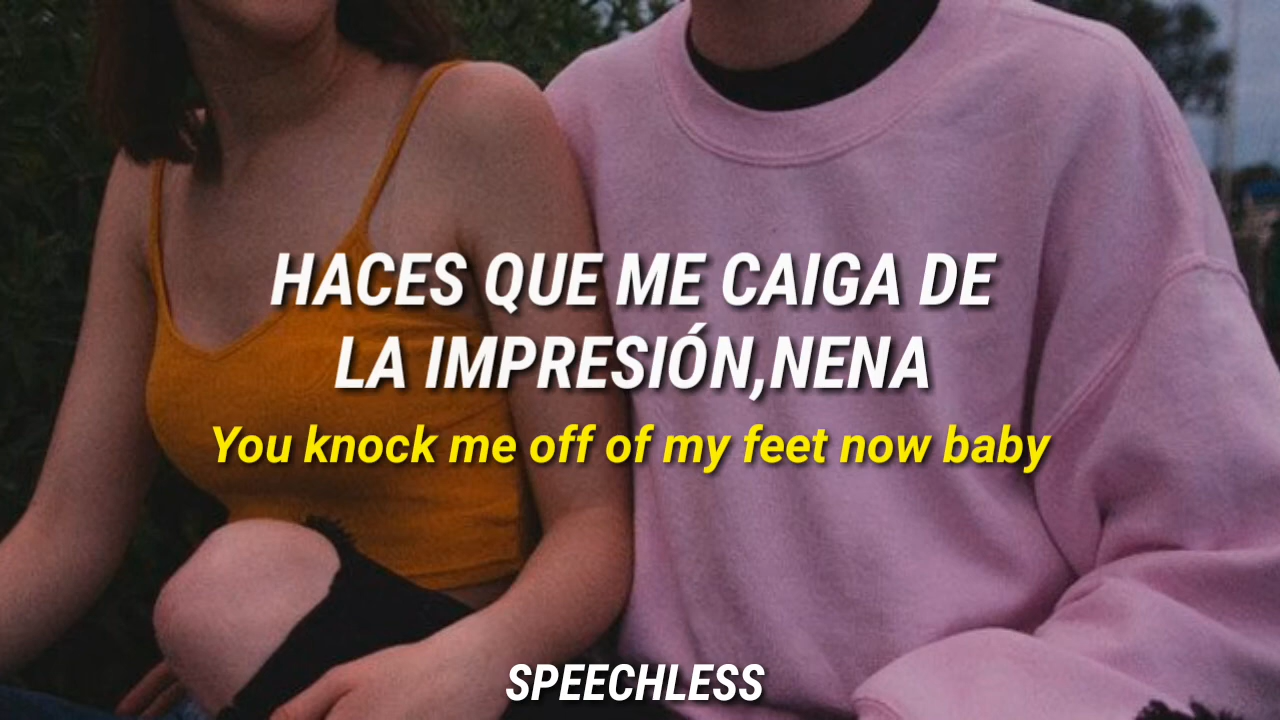 HACES QUE ME CAIGA DE
LA IMPRESIÓN,NENA
You knock me off of my feet now baby
SPEECHLESS